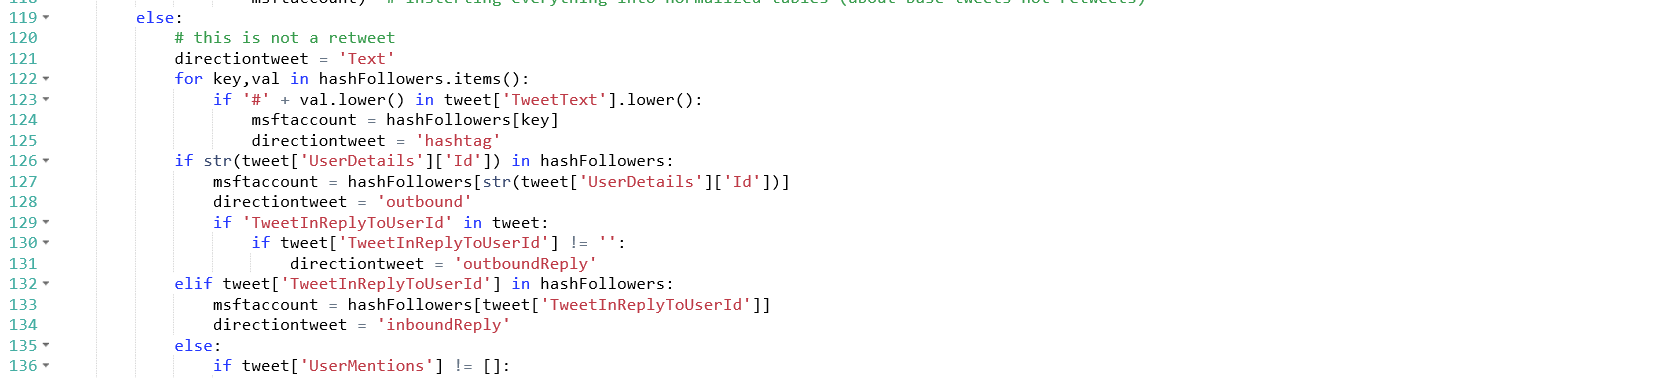 msftaccount) # inserting everything into normalized tables (about base tweets not retweets)
119 else:
120 # this is not a retweet
121 directiontweet = 'Text'
122 for key,val in hashFollowers.items():
123 if '#' + val.lower() in tweet['TweetText'].lower():
124 msftaccount = hashFollowers[key]
125 directiontweet = 'hashtag'
126 if str(tweet['UserDetails']['Id']) in hashFollowers:
127 msftaccount = hashFollowers[str(tweet['UserDetails']['Id'])]
128 directiontweet = 'outbound'
129 if 'TweetInReplyToUserId' in tweet:
130 if tweet['TweetInReplyToUserId'] != '':
131 directiontweet = 'outboundReply'
132 elif tweet['TweetInReplyToUserId'] in hashFollowers:
133 msftaccount = hashFollowers[tweet['TweetInReplyToUserId']]
134 directiontweet = 'inboundReply'
135 else:
136 if tweet['UserMentions'] != []: